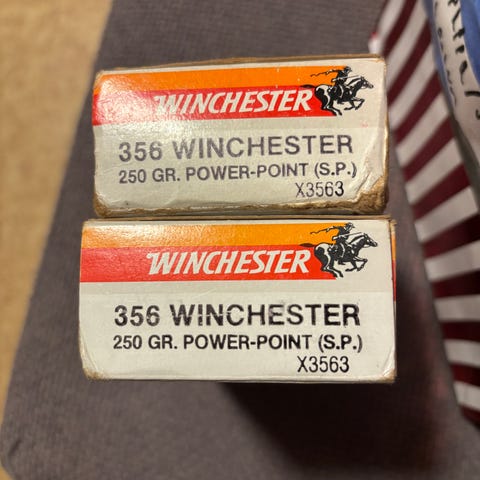 WINCHESTER
356 WINCHESTER
250 GR. POWER-POINT (S.P.)
X3563
WINCHESTER
356 WINCHESTER
250 GR. POWER-POINT (S.P.)
X3563